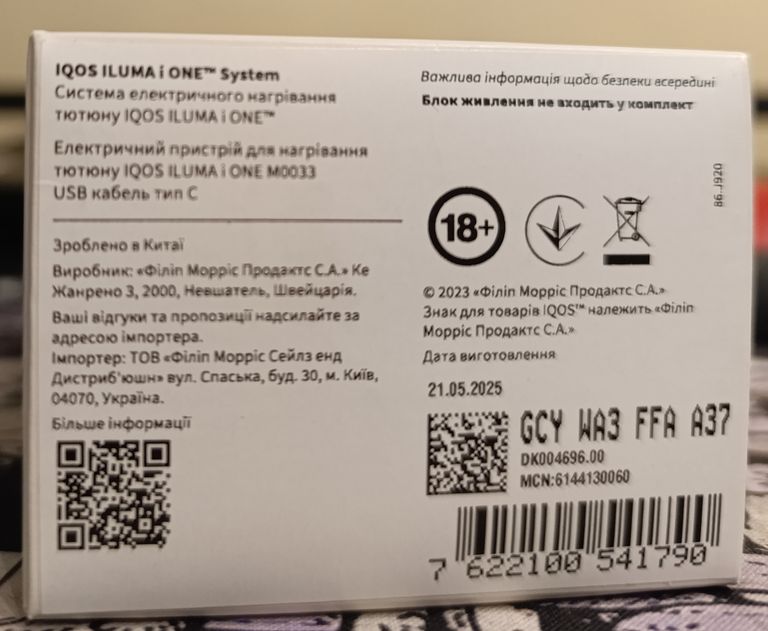 IQOS ILUMA i ONE™ System
Система електричного нагрівання
тютюну IQOS ILUMA i ONE™
Електричний пристрій для нагрівання
тютюну IQOS ILUMA i ONE M0033
USB кабель тип C
Зроблено в Китаї
Виробник: «Філіп Морріс Продактс С.А.» Ке
Жанрено 3, 2000, Невшатель, Швейцарія.
Ваші відгуки та пропозиції надсилайте за
адресою імпортера.
Імпортер: ТОВ «Філіп Морріс Сейлз енд
Дистриб'юшн» вул. Спаська, буд. 30, м. Київ,
04070, Україна.
Більше інформації
Важлива інформація щодо безпеки всередині
Блок живлення не входить у комплект
86-J920
18+
© 2023 «Філіп Морріс Продактс С.А.»
Знак для товарів IQOS™ належить «Філіп
Морріс Продактс С.А.»
Дата виготовлення
21.05.2025
GCY WA3 FFA A37
DK004696.00
MCN:6144130060
7 622100 541790